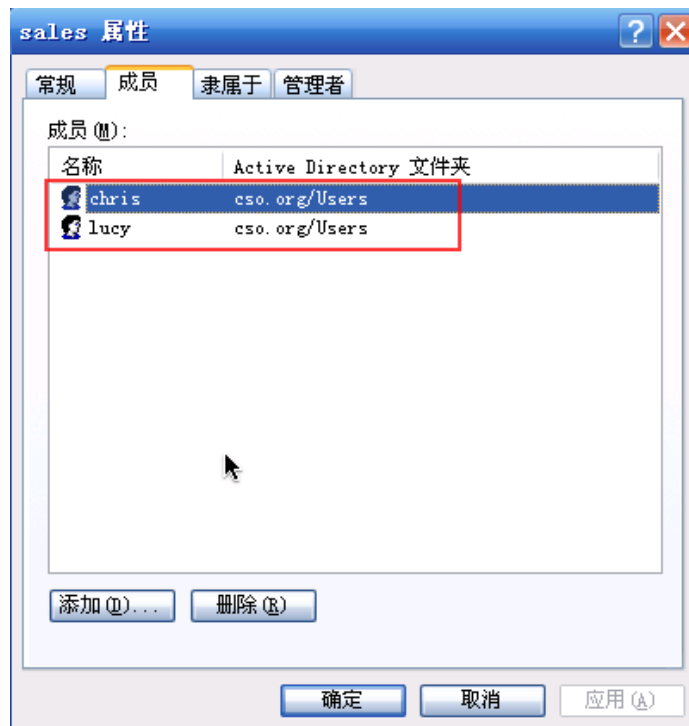 sales 属性
常规 成员 隶属于 管理者
成员(M):
名称 Active Directory 文件夹
chris cso.org/Users
lucy cso.org/Users
添加(D)... 删除(R)
确定 取消 应用(A)